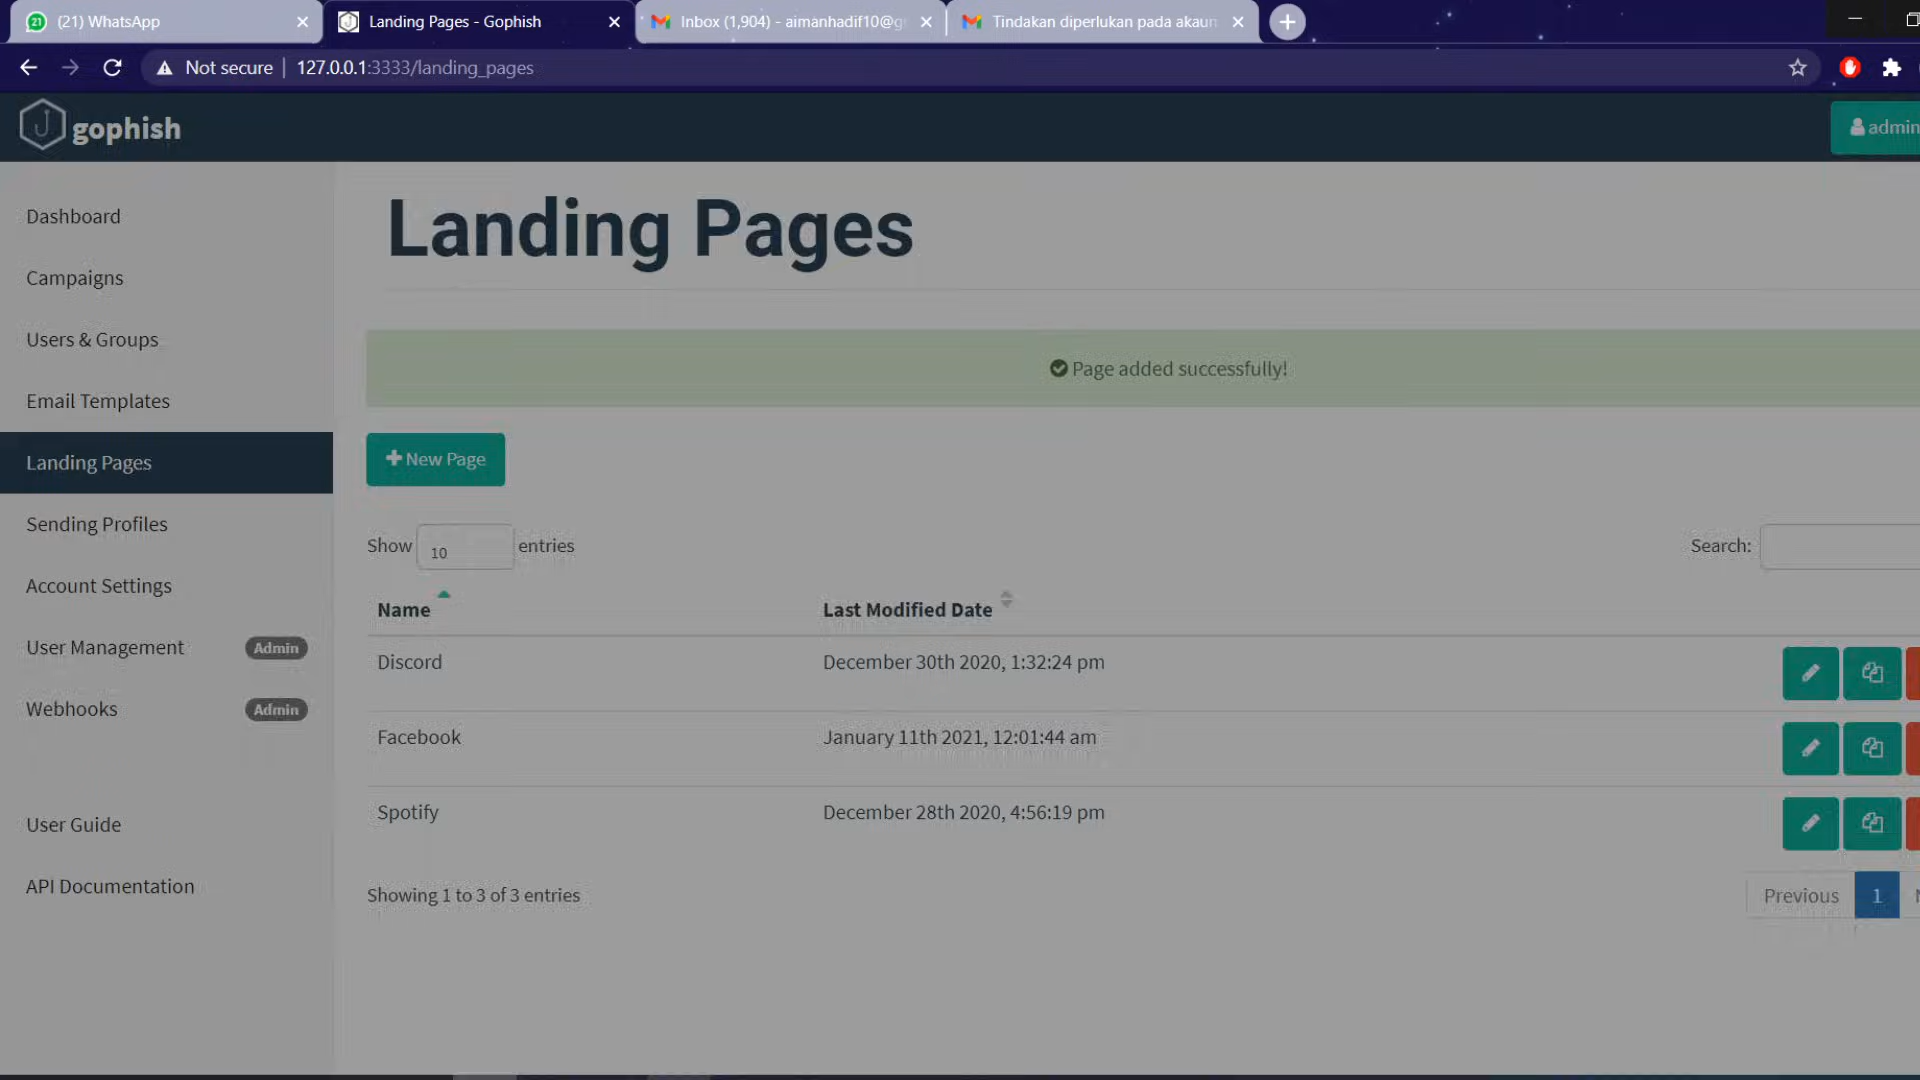 (21) WhatsApp
Landing Pages - Gophish
Inbox (1,904) - aimanhadif10@g
Tindakan diperlukan pada akaun
Not secure | 127.0.0.1:3333/landing_pages
gophish
admin
Dashboard
Campaigns
Users & Groups
Email Templates
Landing Pages
Sending Profiles
Account Settings
User Management Admin
Webhooks Admin
User Guide
API Documentation
Landing Pages
Page added successfully!
New Page
Show 10 entries
Search:
Name Last Modified Date
Discord December 30th 2020, 1:32:24 pm
Facebook January 11th 2021, 12:01:44 am
Spotify December 28th 2020, 4:56:19 pm
Showing 1 to 3 of 3 entries
Previous 1